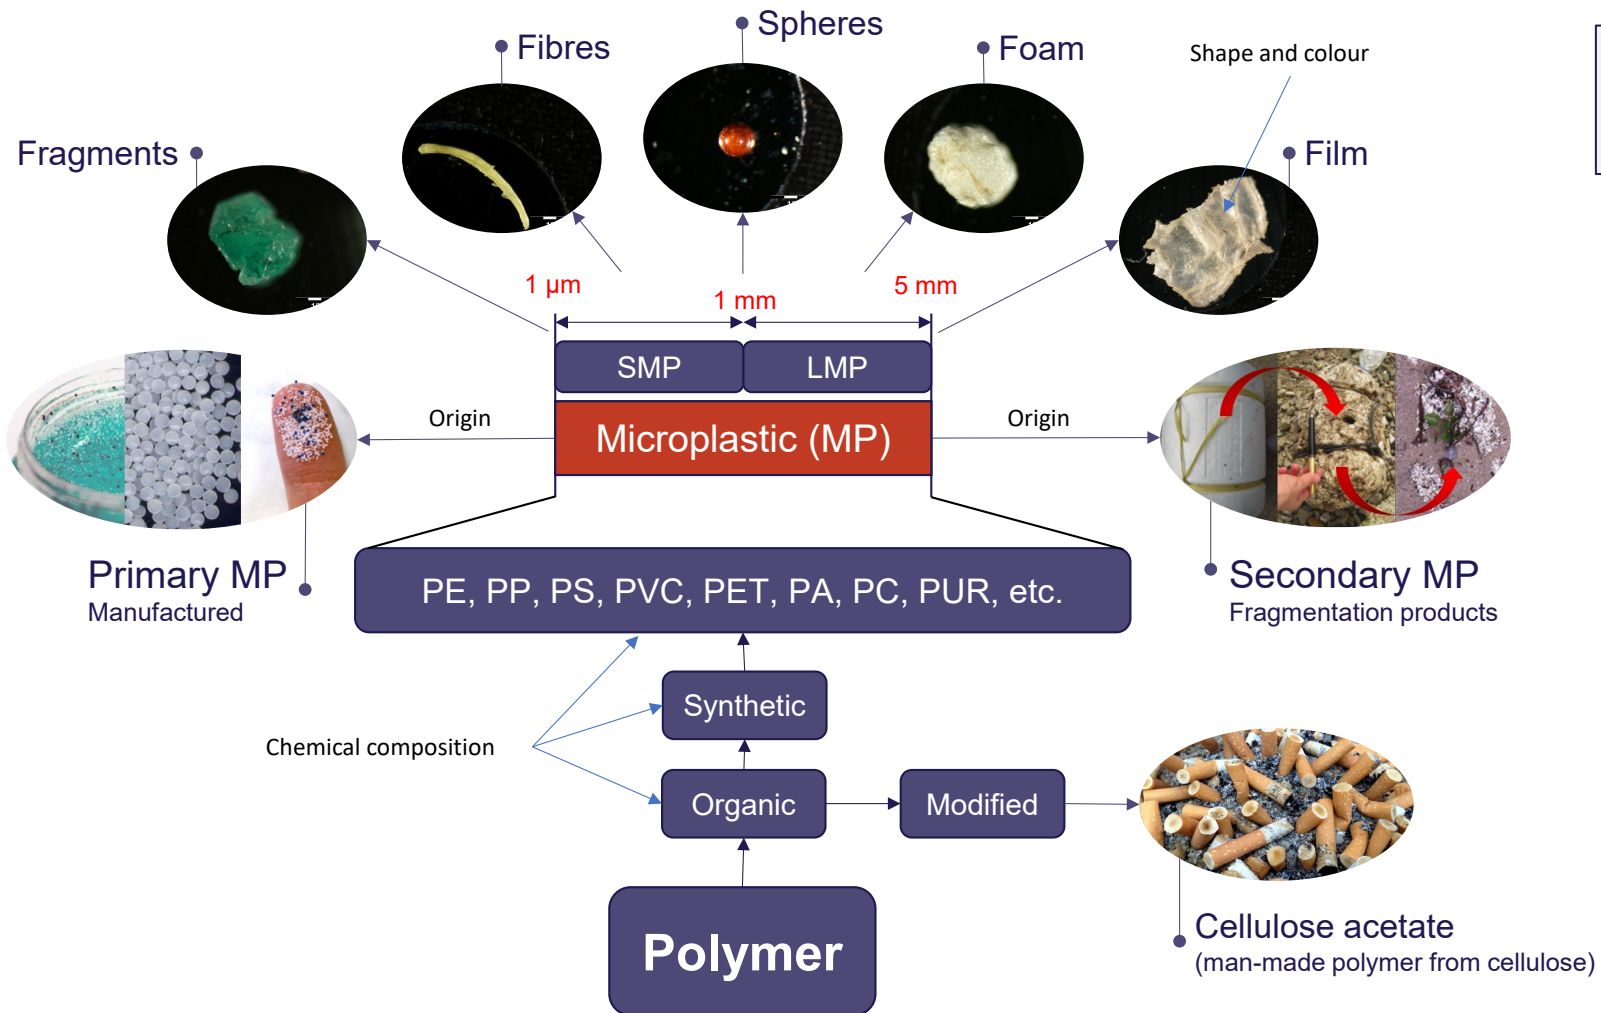 Spheres
Fibres
Foam
Shape and colour
Fragments
Film
1 µm
1 mm
5 mm
SMP
LMP
Origin
Microplastic (MP)
Origin
Primary MP
Manufactured
PE, PP, PS, PVC, PET, PA, PC, PUR, etc.
Secondary MP
Fragmentation products
Synthetic
Chemical composition
Organic
Modified
Polymer
Cellulose acetate
(man-made polymer from cellulose)